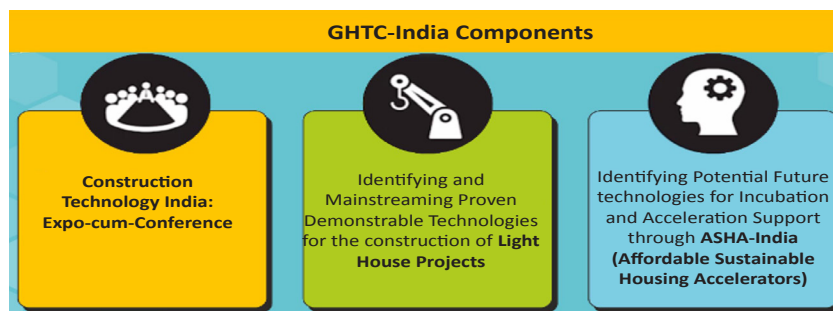 GHTC-India Components
Construction
Technology India:
Expo-cum-Conference
Identifying and
Mainstreaming Proven
Demonstrable Technologies
for the construction of Light
House Projects
Identifying Potential Future
technologies for Incubation
and Acceleration Support
through ASHA-India
(Affordable Sustainable
Housing Accelerators)